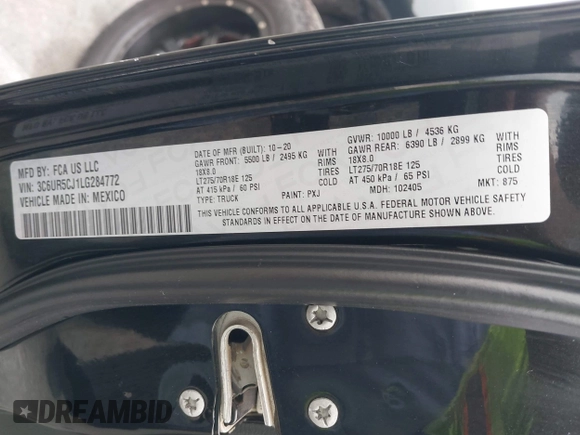 MFD BY: FCA US LLC
VIN: 3C6UR5CJ1LG284772
VEHICLE MADE IN: MEXICO
DATE OF MFR (BUILT): 10-20
GAWR FRONT: 5500 LB / 2495 KG
18X8.0
LT275/70R18E 125 TIRES
AT 415 kPa / 60 PSI COLD
TYPE: TRUCK PAINT: PXJ
GVWR: 10000 LB / 4536 KG
GAWR REAR: 6390 LB / 2899 KG
18X8.0
LT275/70R18E 125 TIRES
AT 450 kPa / 65 PSI COLD
MDH: 102405 MKT: 875
THIS VEHICLE CONFORMS TO ALL APPLICABLE U.S.A. FEDERAL MOTOR VEHICLE SAFETY
AND THEFT PREVENTION STANDARDS IN EFFECT ON THE DATE OF MANUFACTURE SHOWN ABOVE.
DREAMBID